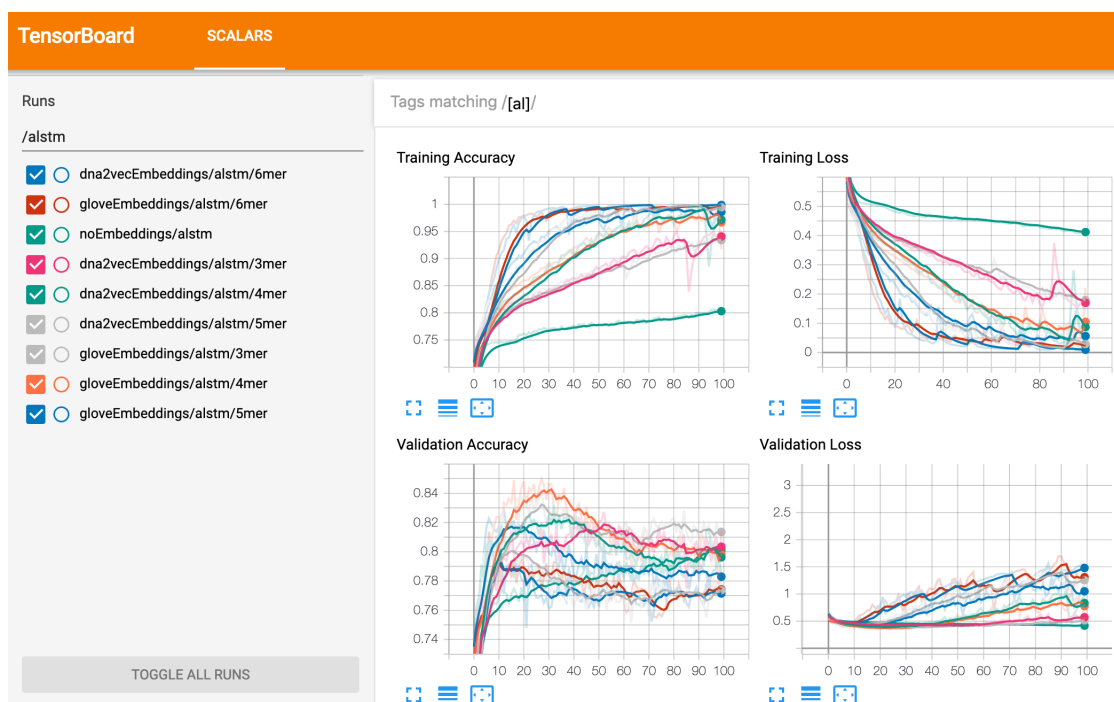 TensorBoard SCALARS
Runs
/alstm
dna2vecEmbeddings/alstm/6mer
gloveEmbeddings/alstm/6mer
noEmbeddings/alstm
dna2vecEmbeddings/alstm/3mer
dna2vecEmbeddings/alstm/4mer
dna2vecEmbeddings/alstm/5mer
gloveEmbeddings/alstm/3mer
gloveEmbeddings/alstm/4mer
gloveEmbeddings/alstm/5mer
TOGGLE ALL RUNS
Tags matching /[al]/
Training Accuracy
1
0.95
0.9
0.85
0.8
0.75
0 10 20 30 40 50 60 70 80 90 100
Training Loss
0.5
0.4
0.3
0.2
0.1
0
0 20 40 60 80 100
Validation Accuracy
0.84
0.82
0.8
0.78
0.76
0.74
0 10 20 30 40 50 60 70 80 90 100
Validation Loss
3
2.5
2
1.5
1
0.5
0 10 20 30 40 50 60 70 80 90 100